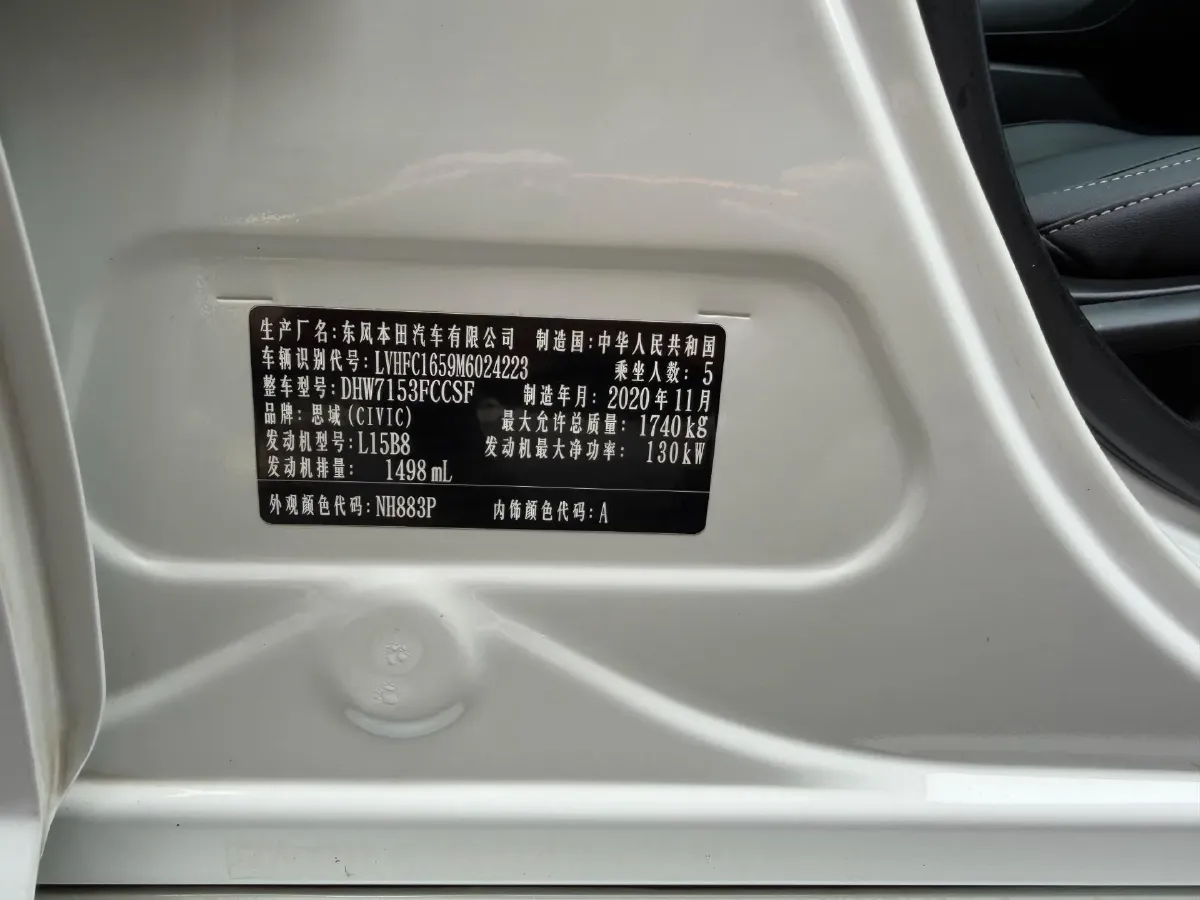 生产厂名:东风本田汽车有限公司 制造国:中华人民共和国
车辆识别代号:LVHFC1659M6024223 乘坐人数:5
整车型号:DHW7153FCCSF 制造年月:2020年11月
品牌:思域(CIVIC) 最大允许总质量:1740kg
发动机型号:L15B8 发动机最大净功率:130kW
发动机排量:1498mL
外观颜色代码:NH883P 内饰颜色代码:A